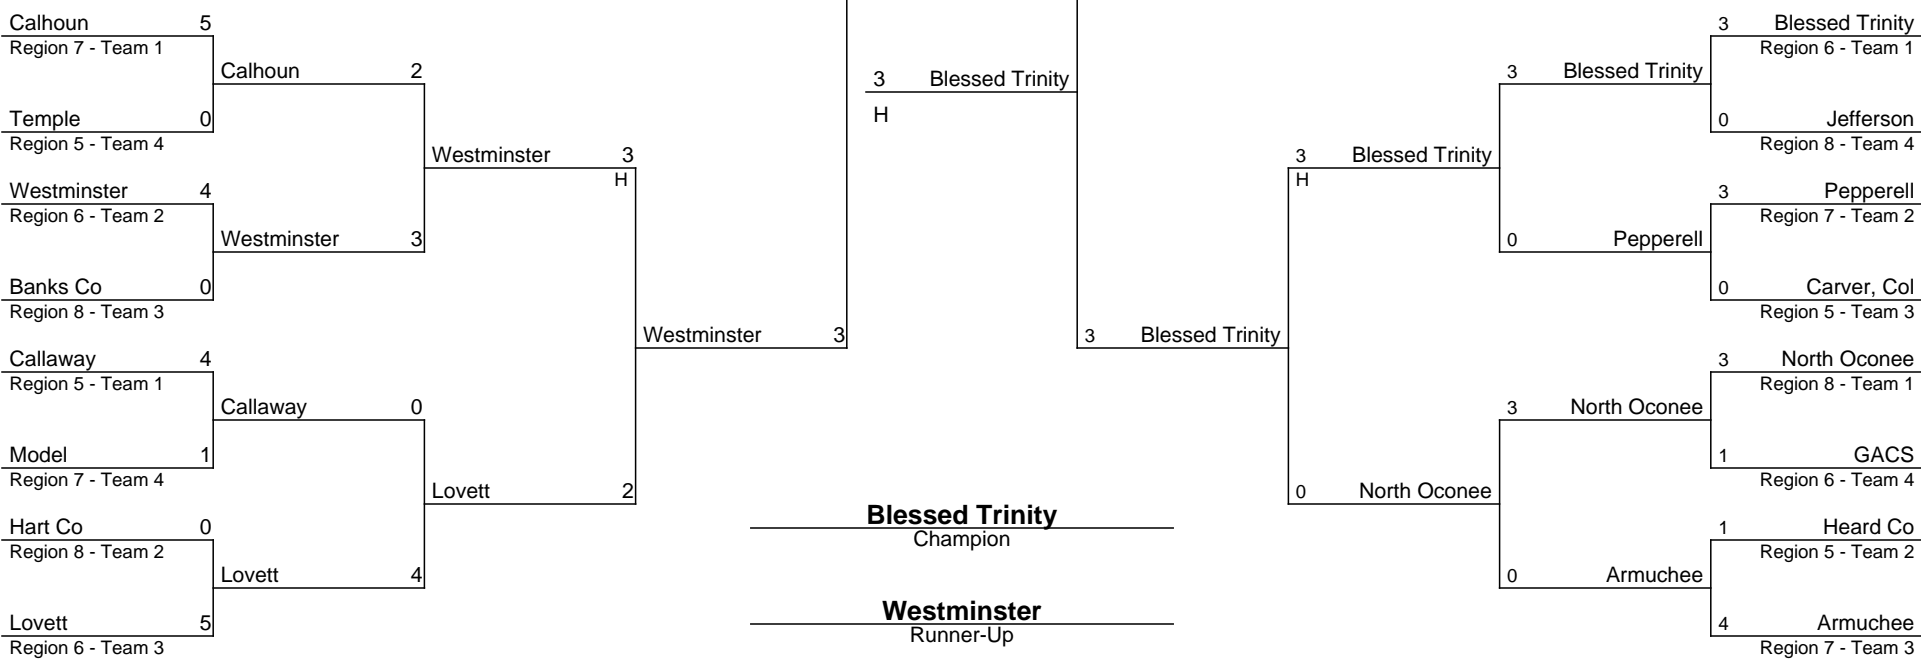 Calhoun 5
Region 7 - Team 1
Temple 0
Region 5 - Team 4
Westminster 4
Region 6 - Team 2
Banks Co 0
Region 8 - Team 3
Callaway 4
Region 5 - Team 1
Model 1
Region 7 - Team 4
Hart Co 0
Region 8 - Team 2
Lovett 5
Region 6 - Team 3
Calhoun 2
Westminster 3
Callaway 0
Lovett 4
Westminster 3
H
Lovett 2
Westminster 3
3 Blessed Trinity
H
Blessed Trinity
Champion
Westminster
Runner-Up
3 Blessed Trinity
3 Blessed Trinity
H
0 North Oconee
3 Blessed Trinity
0 Pepperell
3 North Oconee
0 Armuchee
3 Blessed Trinity
Region 6 - Team 1
0 Jefferson
Region 8 - Team 4
3 Pepperell
Region 7 - Team 2
0 Carver, Col
Region 5 - Team 3
3 North Oconee
Region 8 - Team 1
1 GACS
Region 6 - Team 4
1 Heard Co
Region 5 - Team 2
4 Armuchee
Region 7 - Team 3